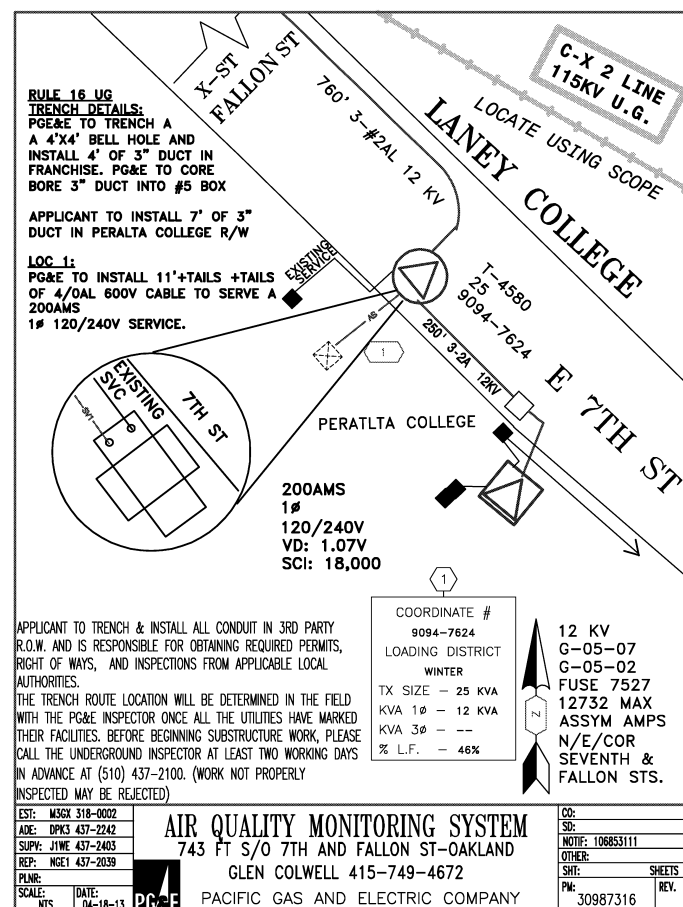 RULE 16 UG
TRENCH DETAILS:
PGE&E TO TRENCH A
A 4'X4' BELL HOLE AND
INSTALL 4' OF 3" DUCT IN
FRANCHISE. PG&E TO CORE
BORE 3" DUCT INTO #5 BOX
APPLICANT TO INSTALL 7' OF 3"
DUCT IN PERALTA COLLEGE R/W
LOC 1:
PG&E TO INSTALL 11'+TAILS +TAILS
OF 4/0AL 600V CABLE TO SERVE A
200AMS
1ø 120/240V SERVICE.
X-ST
FALLON ST
760' 3-#2AL 12 KV
C-X 2 LINE
115KV U.G.
LOCATE USING SCOPE
LANEY COLLEGE
EXISTING
SERVICE
T-4580
25
9094-7624
E 7TH ST
250' 3-2A 12KV
1
PERATLTA COLLEGE
EXISTING
SVC
7TH ST
SV1
200AMS
1ø
120/240V
VD: 1.07V
SCI: 18,000
1
COORDINATE #
9094-7624
LOADING DISTRICT
WINTER
TX SIZE - 25 KVA
KVA 1ø - 12 KVA
KVA 3ø - --
% L.F. - 46%
N
12 KV
G-05-07
G-05-02
FUSE 7527
12732 MAX
ASSYM AMPS
N/E/COR
SEVENTH &
FALLON STS.
APPLICANT TO TRENCH & INSTALL ALL CONDUIT IN 3RD PARTY
R.O.W. AND IS RESPONSIBLE FOR OBTAINING REQUIRED PERMITS,
RIGHT OF WAYS, AND INSPECTIONS FROM APPLICABLE LOCAL
AUTHORITIES.
THE TRENCH ROUTE LOCATION WILL BE DETERMINED IN THE FIELD
WITH THE PG&E INSPECTOR ONCE ALL THE UTILITIES HAVE MARKED
THEIR FACILITIES. BEFORE BEGINNING SUBSTRUCTURE WORK, PLEASE
CALL THE UNDERGROUND INSPECTOR AT LEAST TWO WORKING DAYS
IN ADVANCE AT (510) 437-2100. (WORK NOT PROPERLY
INSPECTED MAY BE REJECTED)
EST: M3GX 318-0002
ADE: DPK3 437-2242
SUPV: J1WE 437-2403
REP: NGE1 437-2039
PLNR:
SCALE: NTS
DATE: 04-18-13
PG&E
AIR QUALITY MONITORING SYSTEM
743 FT S/O 7TH AND FALLON ST-OAKLAND
GLEN COLWELL 415-749-4672
PACIFIC GAS AND ELECTRIC COMPANY
CO:
SD:
NOTIF: 106853111
OTHER:
SHT: SHEETS
PM: 30987316
REV.